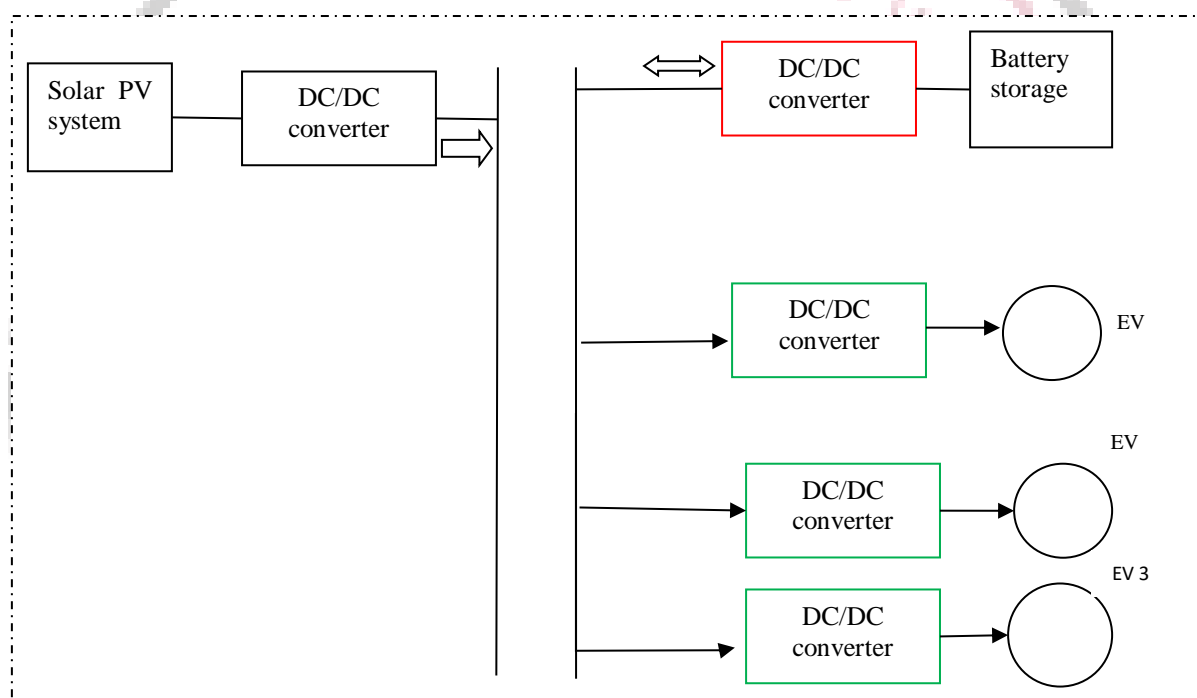 Solar PV
system
DC/DC
converter
DC/DC
converter
Battery
storage
DC/DC
converter
EV
DC/DC
converter
EV
DC/DC
converter
EV 3